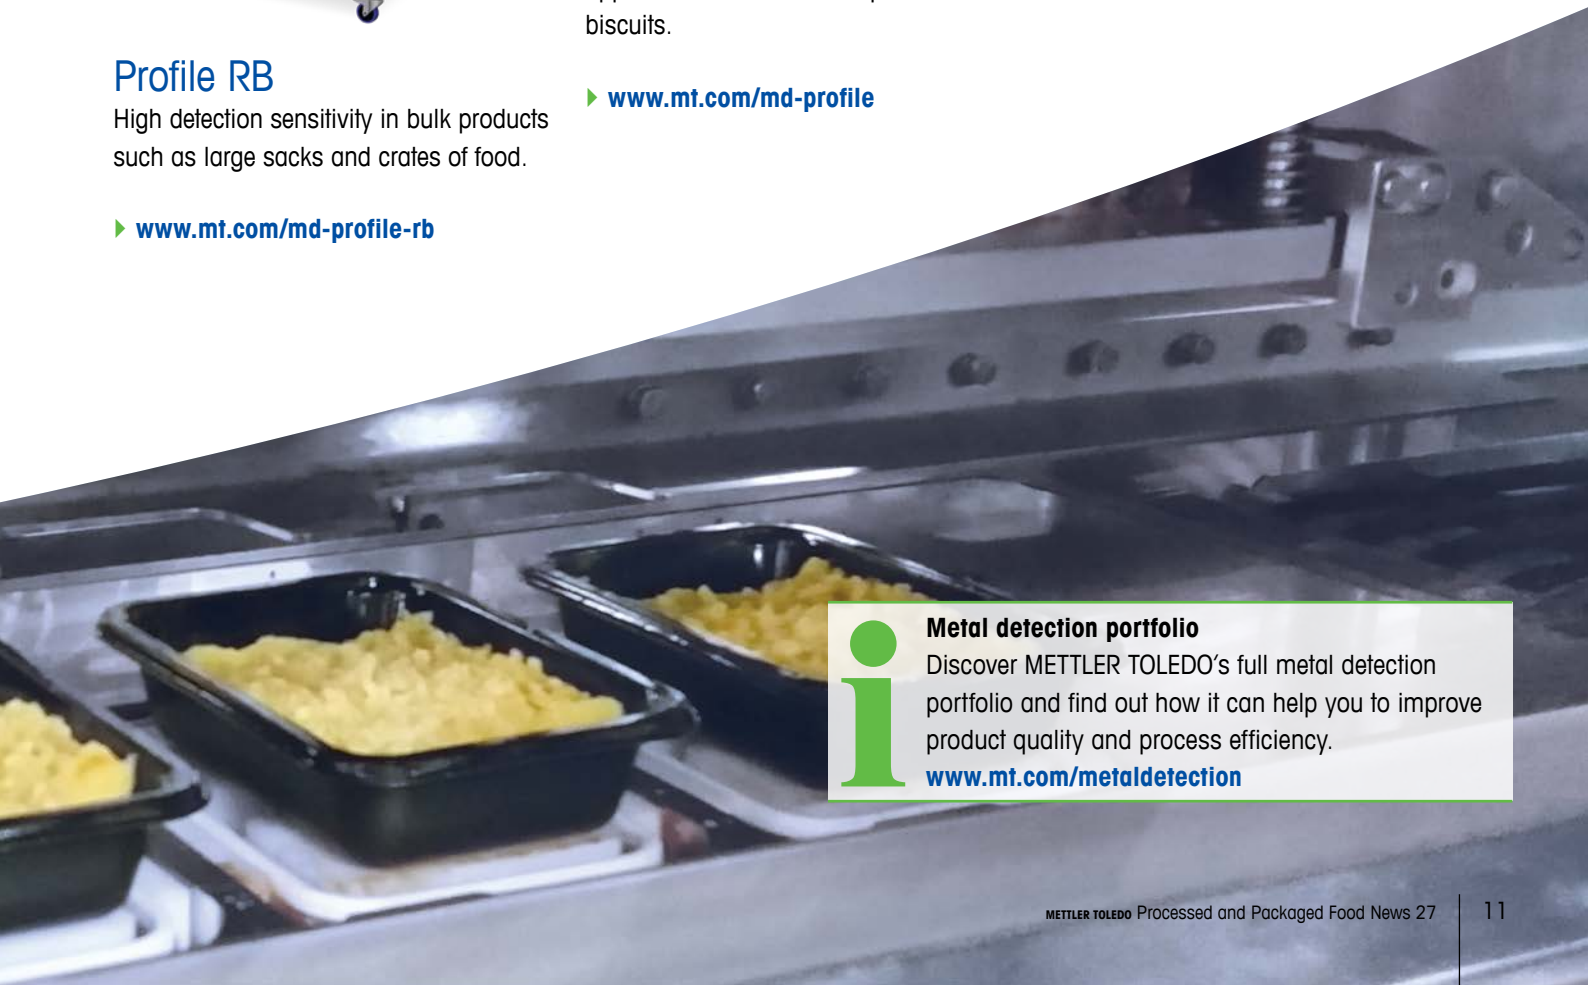 Profile RB
High detection sensitivity in bulk products
such as large sacks and crates of food.
www.mt.com/md-profile-rb
biscuits.
www.mt.com/md-profile
Metal detection portfolio
Discover METTLER TOLEDO's full metal detection
portfolio and find out how it can help you to improve
product quality and process efficiency.
www.mt.com/metaldetection
METTLER TOLEDO Processed and Packaged Food News 27
11